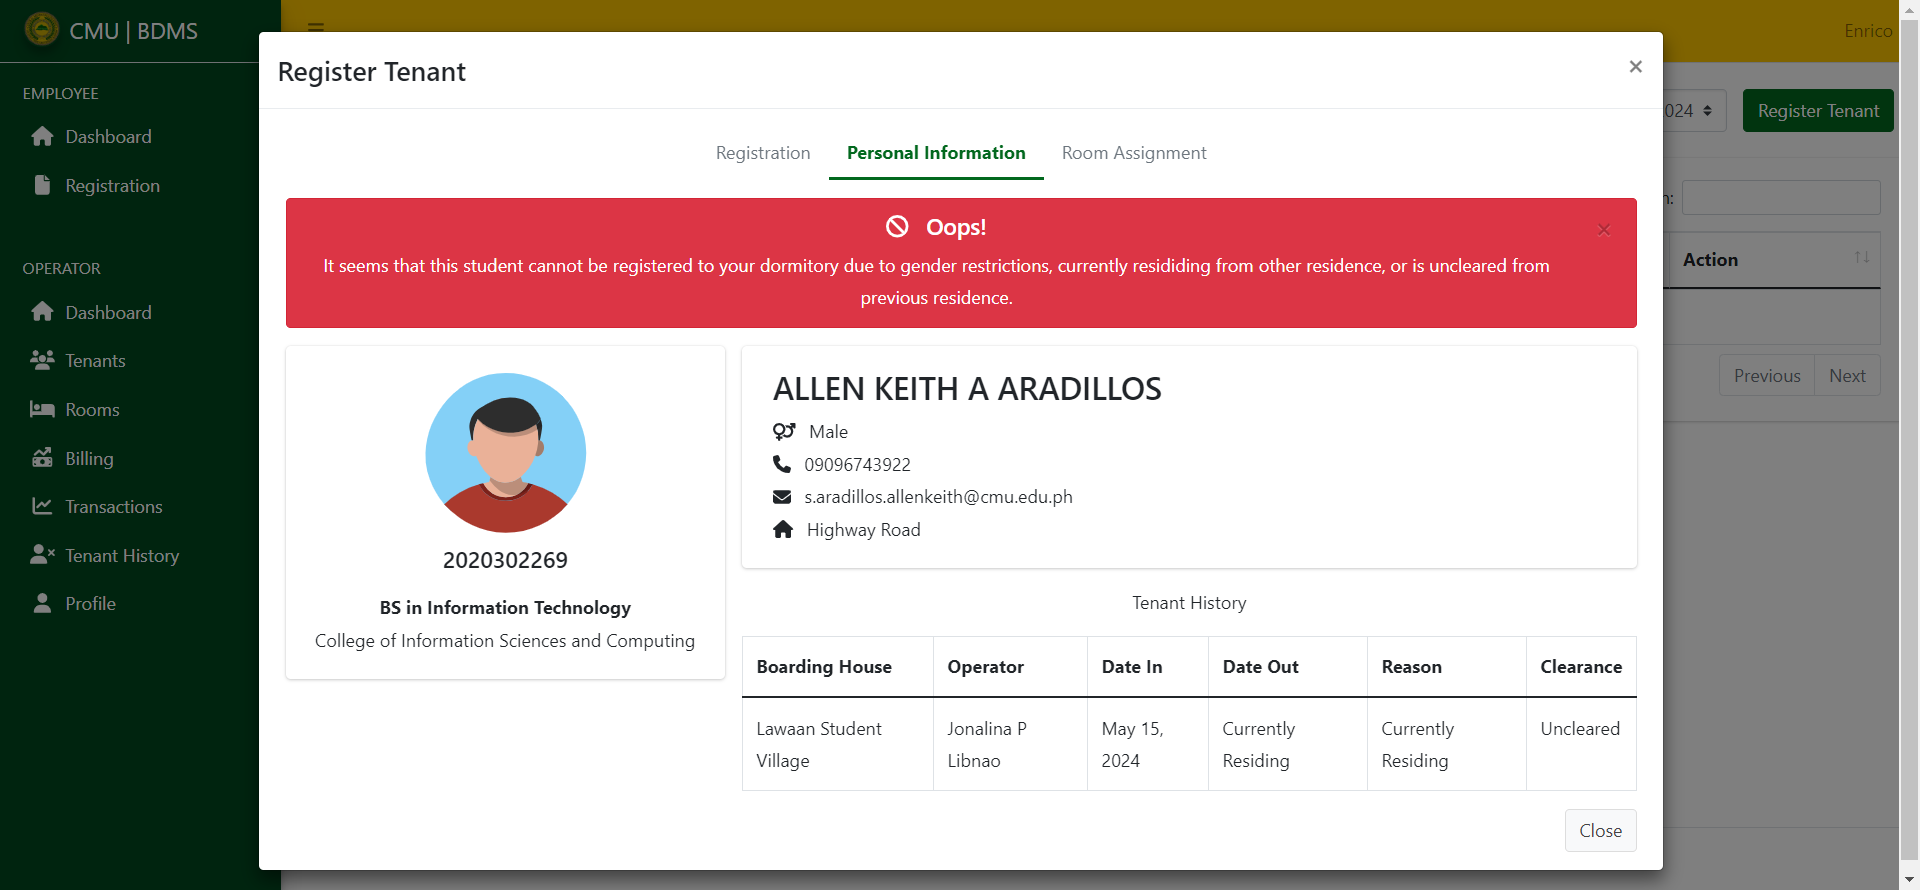 CMU | BDMS
Enrico
EMPLOYEE
Dashboard
Registration
OPERATOR
Dashboard
Tenants
Rooms
Billing
Transactions
Tenant History
Profile
Register Tenant
×
024
Register Tenant
Registration
Personal Information
Room Assignment
Oops!
×
It seems that this student cannot be registered to your dormitory due to gender restrictions, currently resididing from other residence, or is uncleared from
previous residence.
Action
Previous
Next
2020302269
BS in Information Technology
College of Information Sciences and Computing
ALLEN KEITH A ARADILLOS
Male
09096743922
s.aradillos.allenkeith@cmu.edu.ph
Highway Road
Tenant History
Boarding House Operator Date In Date Out Reason Clearance
Lawaan Student Jonalina P May 15, Currently Currently Uncleared
Village Libnao 2024 Residing Residing
Close